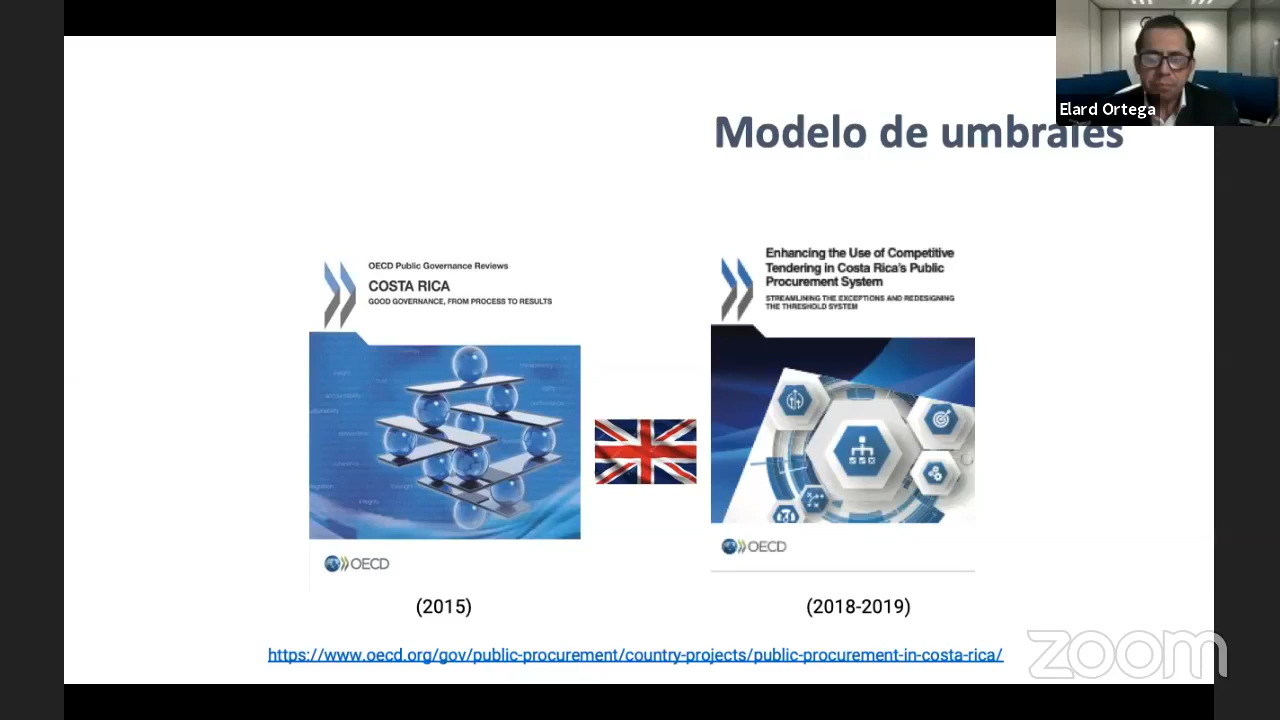 Elard Ortega
Modelo de umbrales
OECD Public Governance Reviews
COSTA RICA
GOOD GOVERNANCE, FROM PROCESS TO RESULTS
OECD
(2015)
Enhancing the Use of Competitive
Tendering in Costa Rica's Public
Procurement System
STREAMLINING THE EXCEPTIONS AND REDESIGNING
THE THRESHOLD SYSTEM
OECD
(2018-2019)
https://www.oecd.org/gov/public-procurement/country-projects/public-procurement-in-costa-rica/
zoom